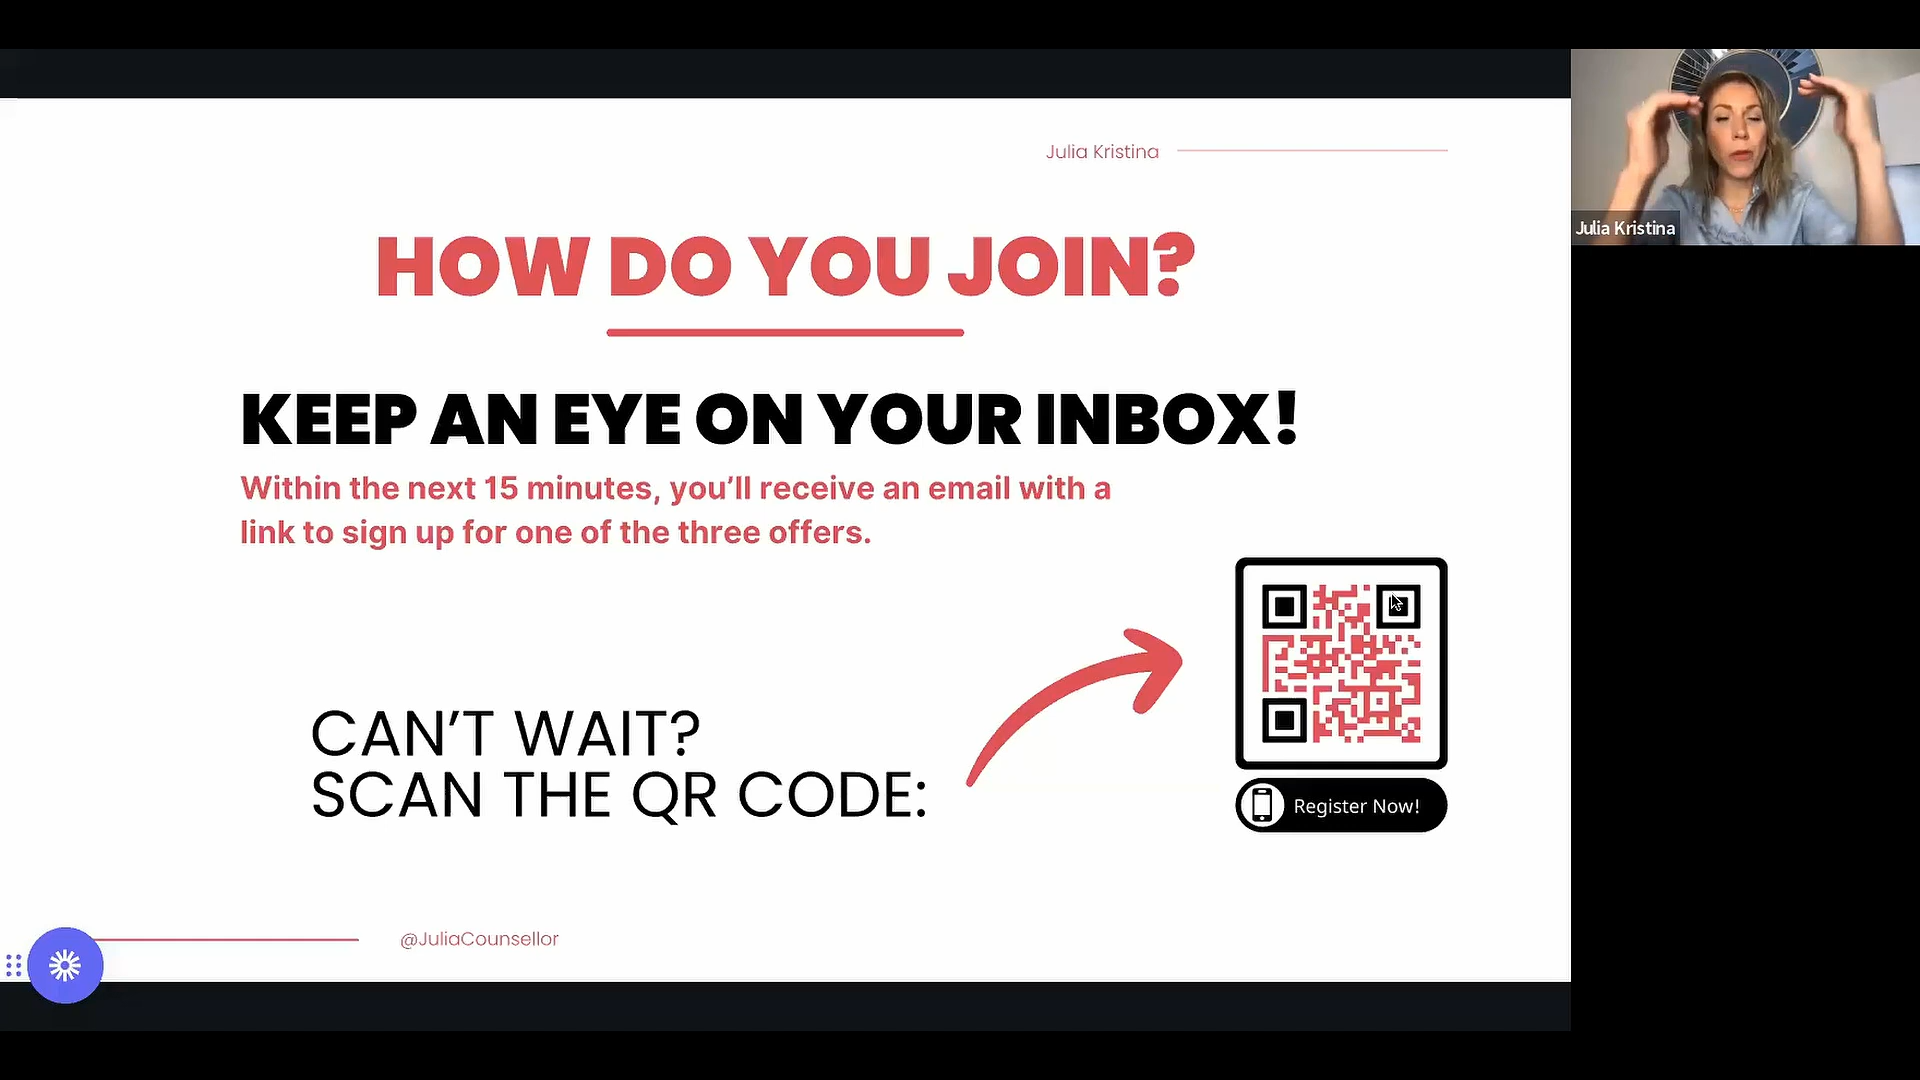 Julia Kristina
HOW DO YOU JOIN?
KEEP AN EYE ON YOUR INBOX!
Within the next 15 minutes, you’ll receive an email with a
link to sign up for one of the three offers.
CAN’T WAIT?
SCAN THE QR CODE:
Register Now!
@JuliaCounsellor
Julia Kristina